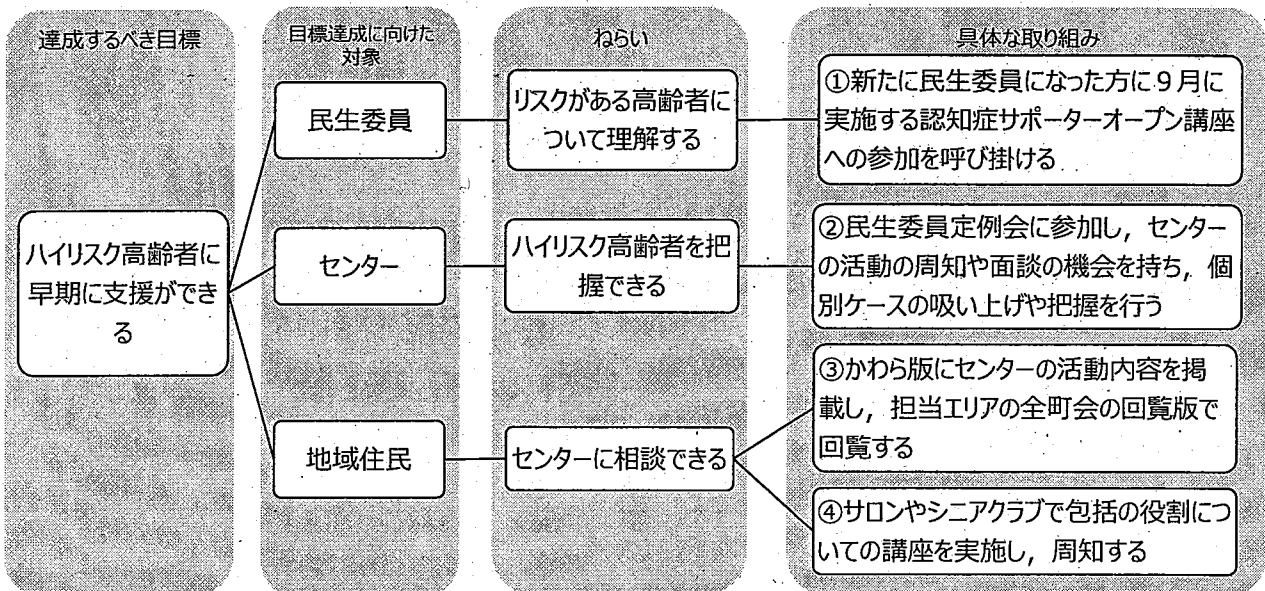 達成するべき目標
目標達成に向けた
対象
ねらい
具体な取り組み
ハイリスク高齢者に
早期に支援ができ
る
民生委員
リスクがある高齢者に
ついて理解する
①新たに民生委員になった方に9月に
実施する認知症サポーターオープン講座
への参加を呼び掛ける
センター
ハイリスク高齢者を把
握できる
②民生委員定例会に参加し，センター
の活動の周知や面談の機会を持ち，個
別ケースの吸い上げや把握を行う
地域住民
センターに相談できる
③かわら版にセンターの活動内容を掲
載し，担当エリアの全町会の回覧版で
回覧する
④サロンやシニアクラブで包括の役割につ
いての講座を実施し，周知する